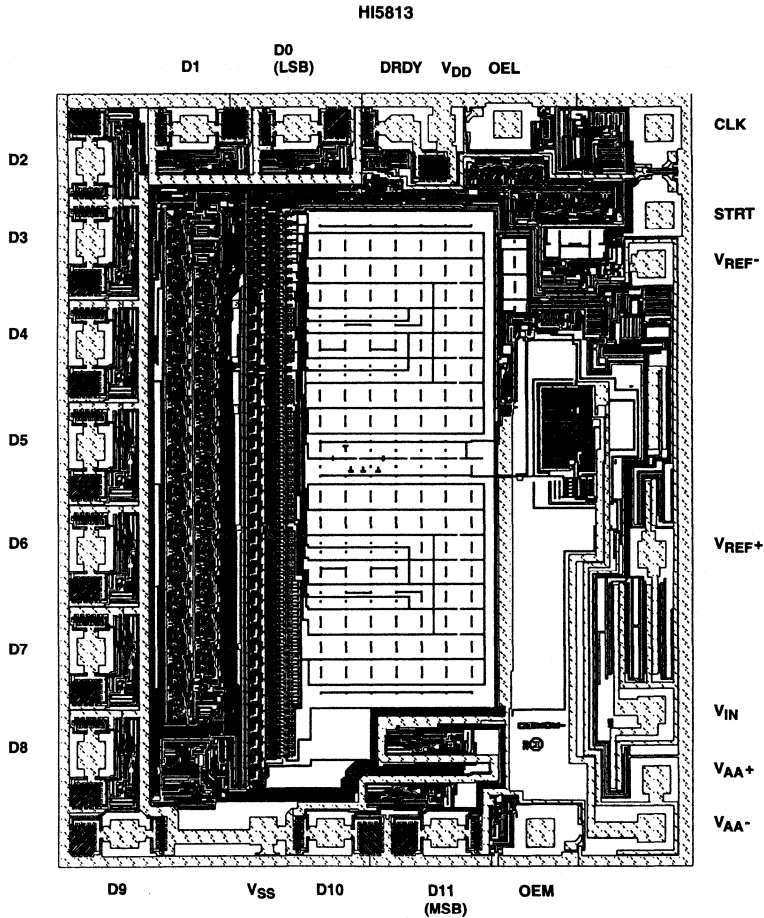 HI5813
D1
D0
(LSB)
DRDY
VDD
OEL
CLK
D2
STRT
D3
VREF-
D4
D5
D6
VREF+
D7
VIN
D8
VAA+
VAA-
D9
VSS
D10
D11
(MSB)
OEM